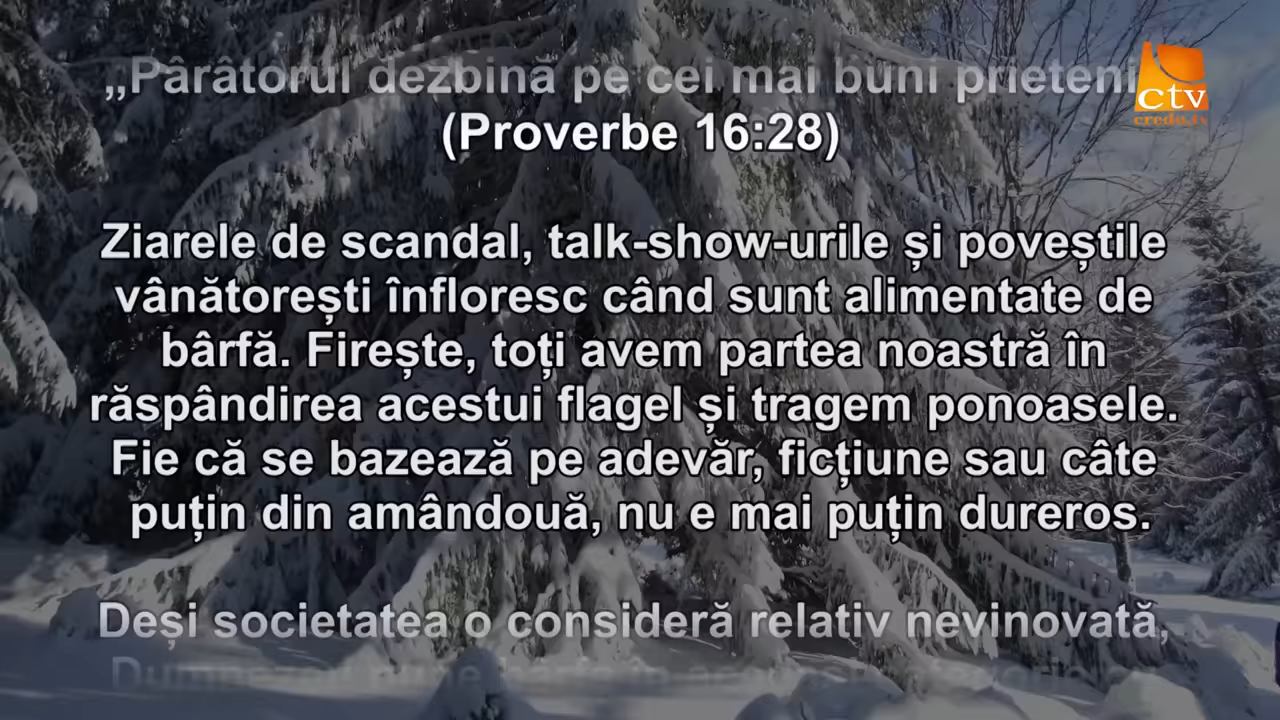 „Pârâtorul dezbină pe cei mai buni prieteni
(Proverbe 16:28)
Ziarele de scandal, talk-show-urile și poveștile
vânătorești înfloresc când sunt alimentate de
bârfă. Firește, toți avem partea noastră în
răspândirea acestui flagel și tragem ponoasele.
Fie că se bazează pe adevăr, ficțiune sau câte
puțin din amândouă, nu e mai puțin dureros.
Deși societatea o consideră relativ nevinovată,
ctv
credo.tv